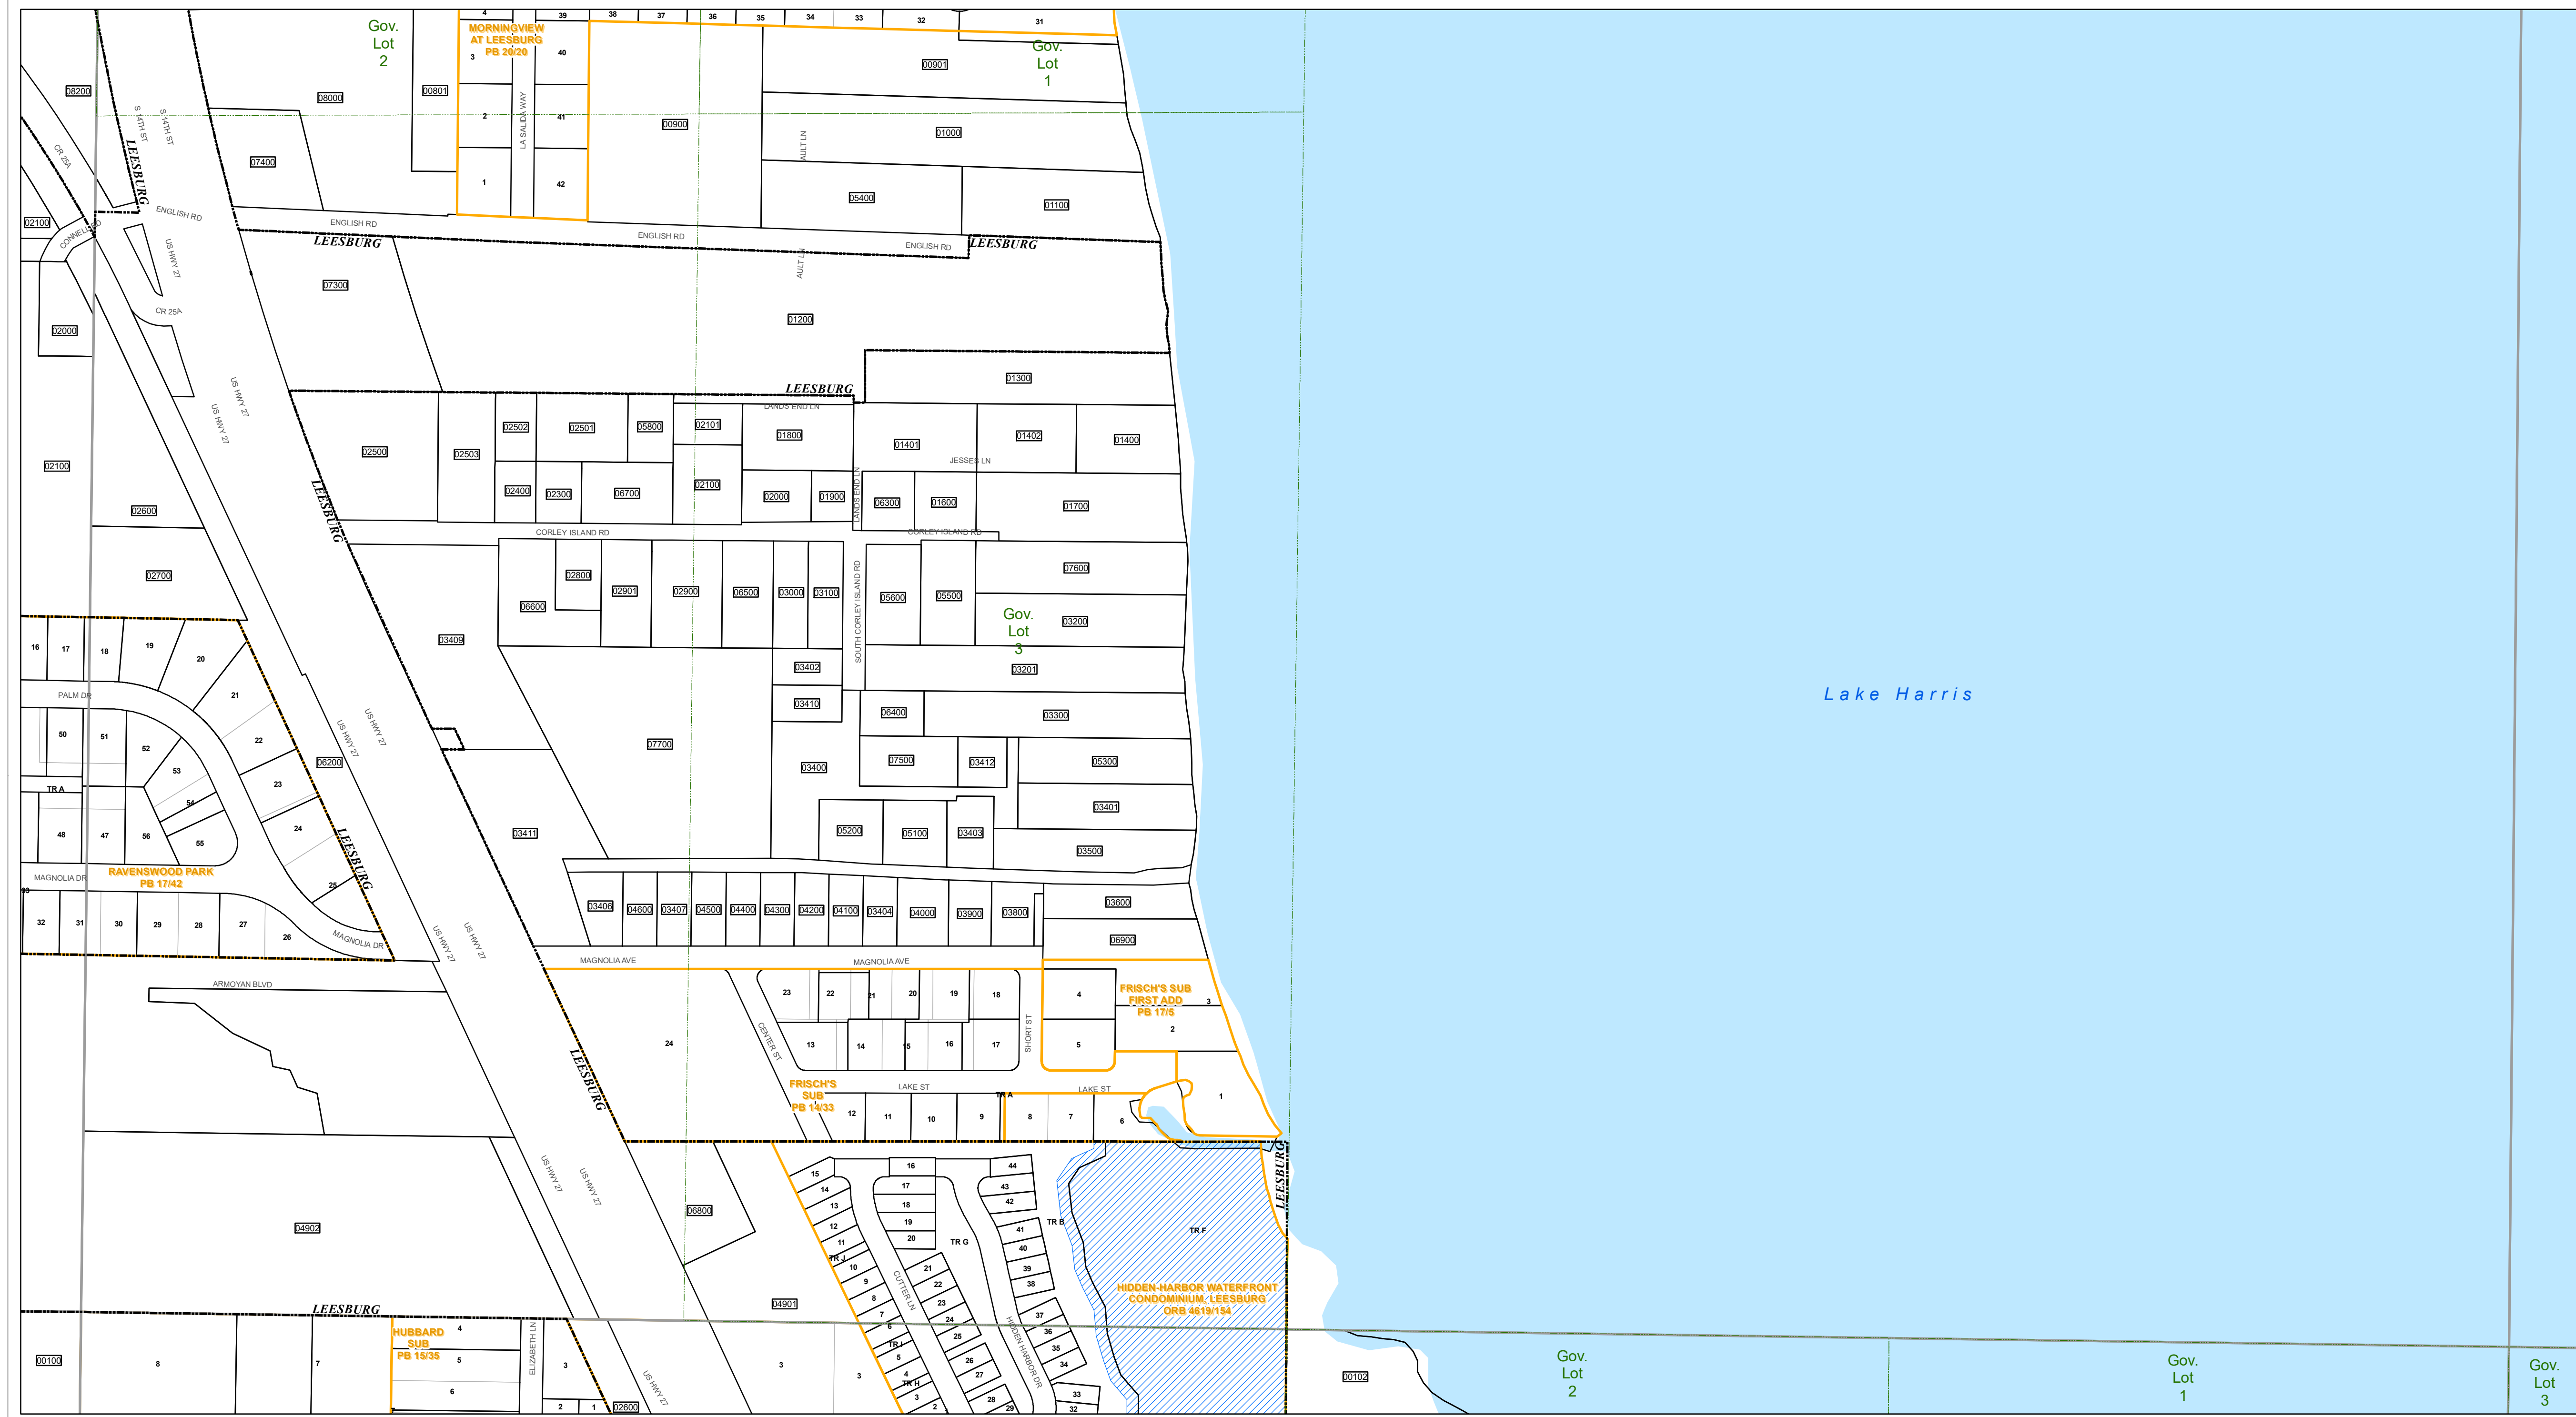 4
39
38
37
36
35
34
33
32
31
Gov.
Lot
2
MORNINGVIEW
AT LEESBURG
PB 20/20
3
40
Gov.
Lot
1
00901
08200
08000
00801
LA SALIDA WAY
2
41
00900
01000
S 14TH ST
S 14TH ST
LEESBURG
CR 25A
07400
AULT LN
1
42
05400
01100
02100
CONNELL RD
ENGLISH RD
ENGLISH RD
ENGLISH RD
ENGLISH RD
LEESBURG
LEESBURG
US HWY 27
AULT LN
07300
CR 25A
01200
02000
US HWY 27
US HWY 27
LEESBURG
01300
LANDS END LN
02502
02501
05800
02101
01800
01401
01402
01400
02500
02503
JESSES LN
02100
02400
02300
06700
02100
02000
01900
LANDS END LN
06300
01600
01700
02600
LEESBURG
CORLEY ISLAND RD
CORLEY ISLAND RD
02700
02800
02901
02900
06500
03000
03100
06600
SOUTH CORLEY ISLAND RD
05600
05500
07600
Gov.
Lot
3
03200
03409
16
17
18
19
20
21
03402
03201
PALM DR
03410
06400
03300
Lake Harris
50
51
52
53
54
22
23
US HWY 27
US HWY 27
06200
07700
03400
07500
03412
05300
TR A
48
47
56
55
24
25
LEESBURG
03411
05200
05100
03403
03401
03500
MAGNOLIA DR
RAVENSWOOD PARK
PB 17/42
93
32
31
30
29
28
27
26
MAGNOLIA DR
03406
04600
03407
04500
04400
04300
04200
04100
03404
04000
03900
03800
03600
06900
US HWY 27
US HWY 27
MAGNOLIA AVE
MAGNOLIA AVE
ARMOYAN BLVD
23
22
21
20
19
18
4
FRISCH'S SUB
FIRST ADD
PB 17/5
3
2
24
CENTER ST
13
14
15
16
17
SHORT ST
5
LEESBURG
FRISCH'S
SUB
PB 14/33
LAKE ST
LAKE ST
TR A
12
11
10
9
8
7
6
1
US HWY 27
US HWY 27
LEESBURG
15
14
13
12
11
TR J
10
9
8
7
6
TR I
5
4
TR H
3
2
16
17
18
19
20
44
43
42
41
40
39
38
TR B
TR G
TR F
04902
06800
CUTTER LN
21
22
23
24
25
26
27
28
29
HIDDEN HARBOR DR
37
36
35
34
33
32
HIDDEN-HARBOR WATERFRONT
CONDOMINIUM, LEESBURG
ORB 4619/154
04901
LEESBURG
HUBBARD
SUB
PB 15/35
4
5
6
ELIZABETH LN
3
2
1
02600
US HWY 27
3
3
00100
8
7
00102
Gov.
Lot
2
Gov.
Lot
1
Gov.
Lot
3